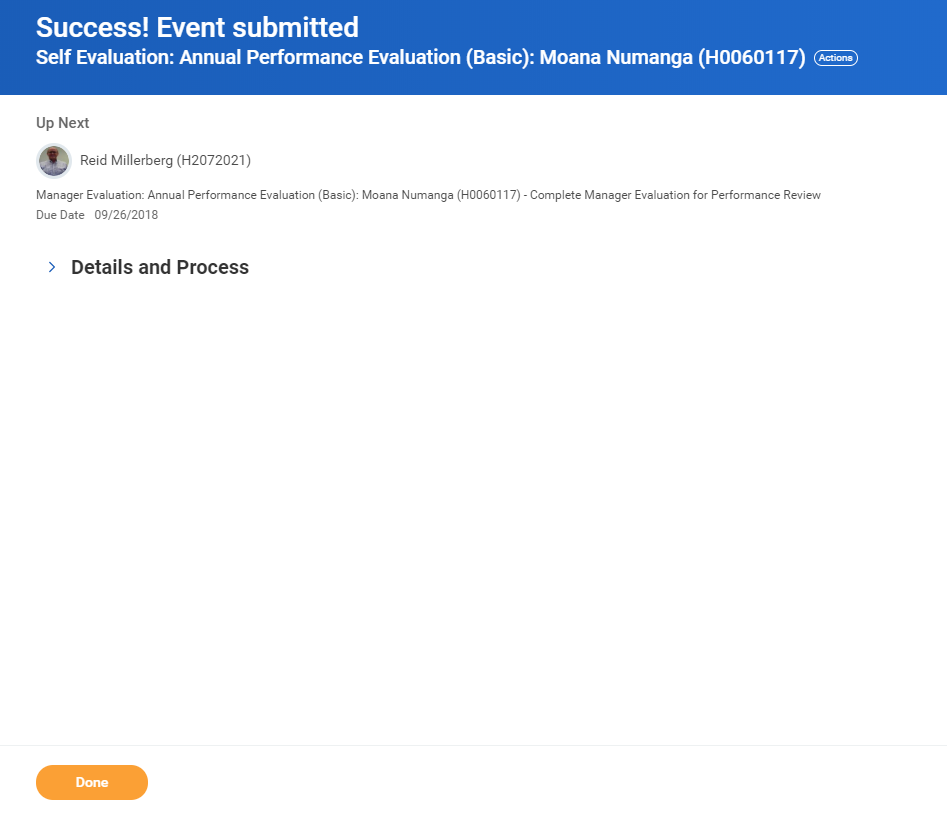 Success! Event submitted
Self Evaluation: Annual Performance Evaluation (Basic): Moana Numanga (H0060117) Actions
Up Next
Reid Millerberg (H2072021)
Manager Evaluation: Annual Performance Evaluation (Basic): Moana Numanga (H0060117) - Complete Manager Evaluation for Performance Review
Due Date 09/26/2018
Details and Process
Done